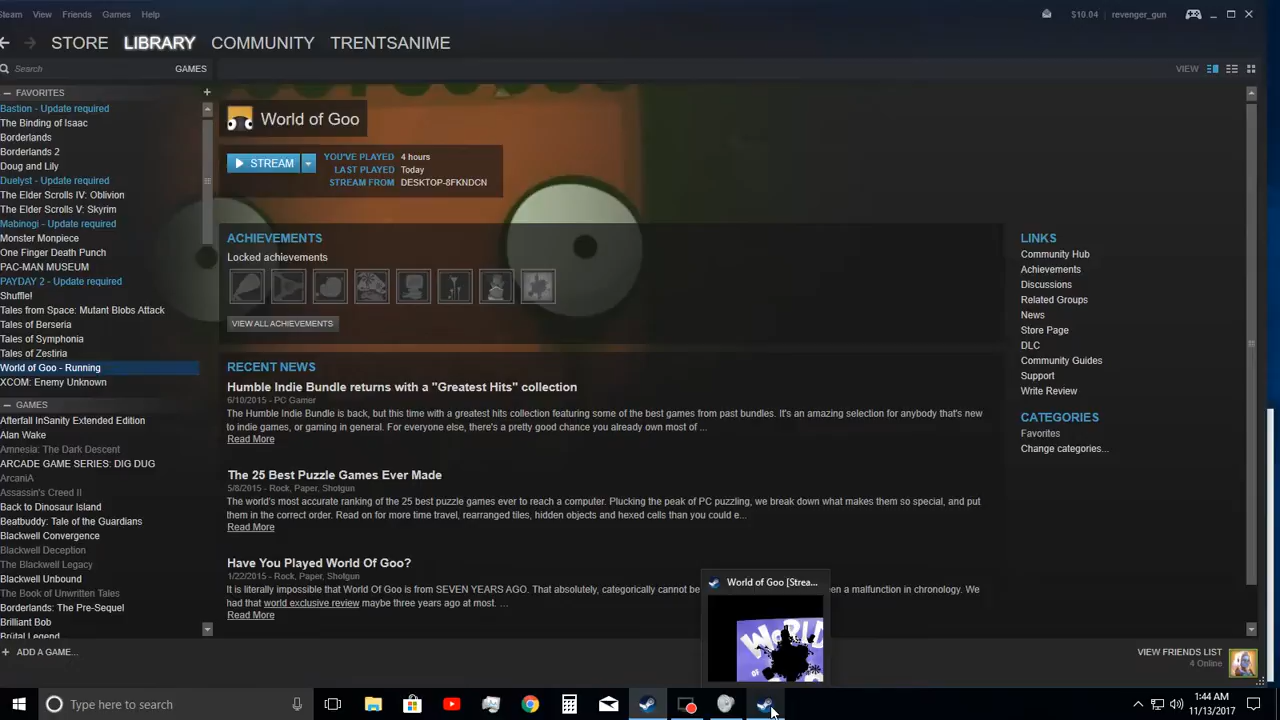 Steam View Friends Games Help
$10.04 revenger_gun
STORE LIBRARY COMMUNITY TRENTSANIME
Search GAMES
VIEW
FAVORITES
Bastion - Update required
The Binding of Isaac
Borderlands
Borderlands 2
Doug and Lily
Duelyst - Update required
The Elder Scrolls IV: Oblivion
The Elder Scrolls V: Skyrim
Mabinogi - Update required
Monster Monpiece
One Finger Death Punch
PAC-MAN MUSEUM
PAYDAY 2 - Update required
Shuffle!
Tales from Space: Mutant Blobs Attack
Tales of Berseria
Tales of Symphonia
Tales of Zestiria
World of Goo - Running
XCOM: Enemy Unknown
GAMES
Afterfall InSanity Extended Edition
Alan Wake
Amnesia: The Dark Descent
ARCADE GAME SERIES: DIG DUG
ArcaniA
Assassin's Creed II
Back to Dinosaur Island
Beatbuddy: Tale of the Guardians
Blackwell Convergence
Blackwell Deception
The Blackwell Legacy
Blackwell Unbound
The Book of Unwritten Tales
Borderlands: The Pre-Sequel
Brilliant Bob
Brütal Legend
ADD A GAME...
World of Goo
STREAM
YOU'VE PLAYED 4 hours
LAST PLAYED Today
STREAM FROM DESKTOP-8FKNDCN
ACHIEVEMENTS
Locked achievements
VIEW ALL ACHIEVEMENTS
RECENT NEWS
Humble Indie Bundle returns with a "Greatest Hits" collection
6/10/2015 - PC Gamer
The Humble Indie Bundle is back, but this time with a greatest hits collection featuring some of the best games from past bundles. It's an amazing selection for anybody that's new
to indie games, or gaming in general. For everyone else, there's a pretty good chance you already own most of ...
Read More
The 25 Best Puzzle Games Ever Made
5/8/2015 - Rock, Paper, Shotgun
The world's most accurate ranking of the 25 best puzzle games ever to reach a computer. Plucking the peak of PC puzzling, we break down what makes them so special, and put
them in the correct order. Read on for more time travel, rearranged tiles, hidden objects and hexed cells than you could e...
Read More
Have You Played World Of Goo?
1/22/2015 - Rock, Paper, Shotgun
It is literally impossible that World Of Goo is from SEVEN YEARS AGO. That absolutely, categorically cannot be en a malfunction in chronology. We
had that world exclusive review maybe three years ago at most. ...
Read More
LINKS
Community Hub
Achievements
Discussions
Related Groups
News
Store Page
DLC
Community Guides
Support
Write Review
CATEGORIES
Favorites
Change categories...
World of Goo [Strea...
WORLD
OF
VIEW FRIENDS LIST
4 Online
Type here to search
1:44 AM
11/13/2017